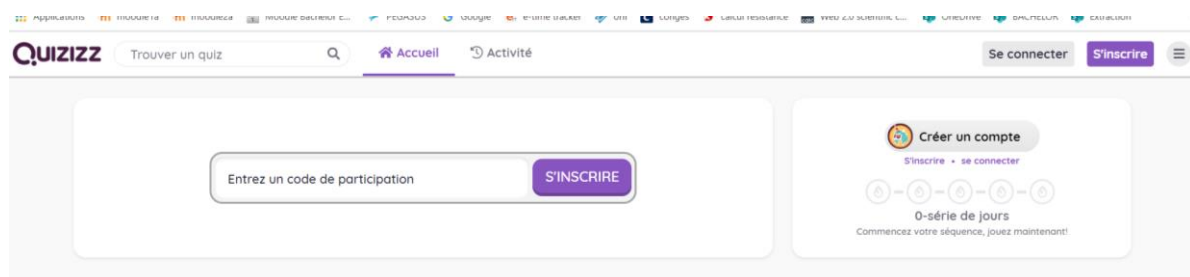 Applications moodlefa moodleza Moodle Bachelor E... PEGASUS Google e-time tracker Uni conges calcul resistance Web 2.0 scientific c... OneDrive BACHELOR Extraction
QUIZIZZ Trouver un quiz Accueil Activité Se connecter S'inscrire
Entrez un code de participation S'INSCRIRE
Créer un compte
S'inscrire • se connecter
0-série de jours
Commencez votre séquence, jouez maintenant!